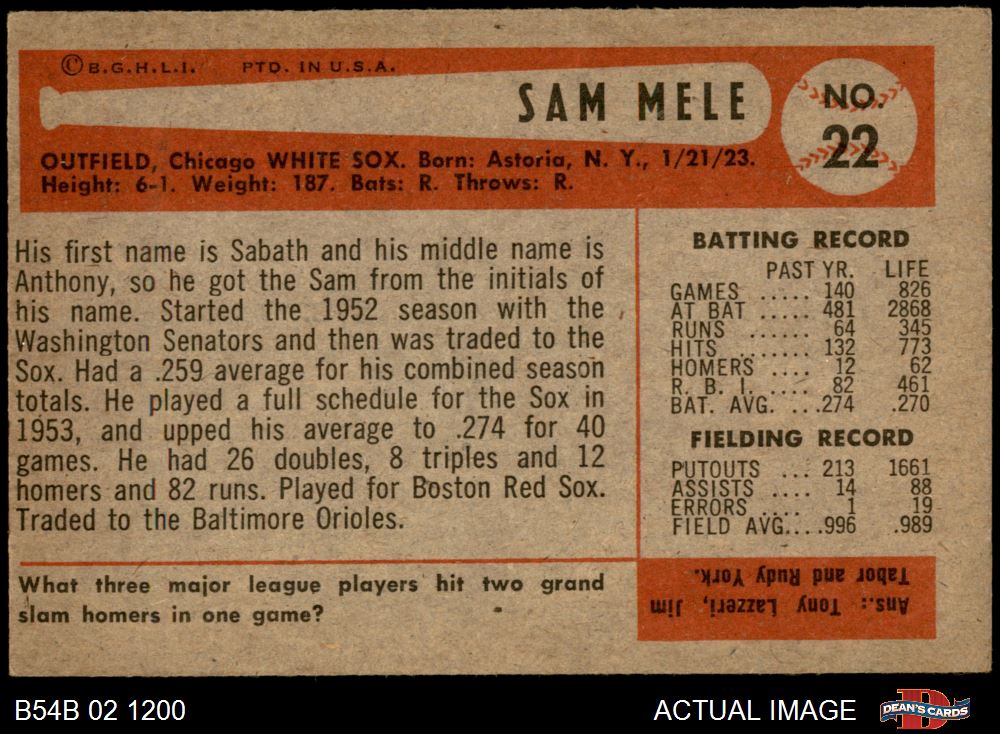 ©B.G.H.L.I. PTD. IN U.S.A.
SAM MELE
NO.
22
OUTFIELD, Chicago WHITE SOX. Born: Astoria, N. Y., 1/21/23.
Height: 6-1. Weight: 187. Bats: R. Throws: R.
His first name is Sabath and his middle name is
Anthony, so he got the Sam from the initials of
his name. Started the 1952 season with the
Washington Senators and then was traded to the
Sox. Had a .259 average for his combined season
totals. He played a full schedule for the Sox in
1953, and upped his average to .274 for 40
games. He had 26 doubles, 8 triples and 12
homers and 82 runs. Played for Boston Red Sox.
Traded to the Baltimore Orioles.
BATTING RECORD
PAST YR. LIFE
GAMES ..... 140 826
AT BAT ..... 481 2868
RUNS ..... 64 345
HITS ....... 132 773
HOMERS .... 12 62
R. B. I. .... 82 461
BAT. AVG. ...274 .270
FIELDING RECORD
PUTOUTS ... 213 1661
ASSISTS .... 14 88
ERRORS .... 1 19
FIELD AVG....996 .989
What three major league players hit two grand
slam homers in one game?
Ans.: Tony Lazzeri, Jim
Tabor and Rudy York.
B54B 02 1200
ACTUAL IMAGE
D
DEAN'S CARDS